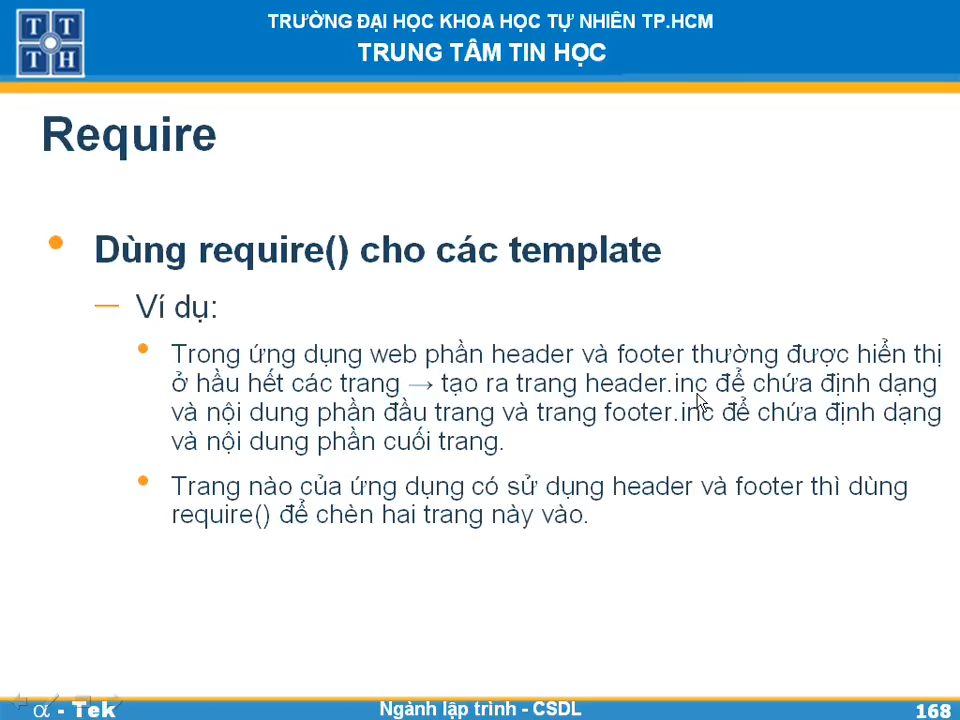 TRƯỜNG ĐẠI HỌC KHOA HỌC TỰ NHIÊN TP.HCM
TRUNG TÂM TIN HỌC
T T
T H
Require
• Dùng require() cho các template
— Ví dụ:
• Trong ứng dụng web phần header và footer thường được hiển thị
ở hầu hết các trang → tạo ra trang header.inc để chứa định dạng
và nội dung phần đầu trang và trang footer.inc để chứa định dạng
và nội dung phần cuối trang.
• Trang nào của ứng dụng có sử dụng header và footer thì dùng
require() để chèn hai trang này vào.
α - Tek
Ngành lập trình - CSDL
168